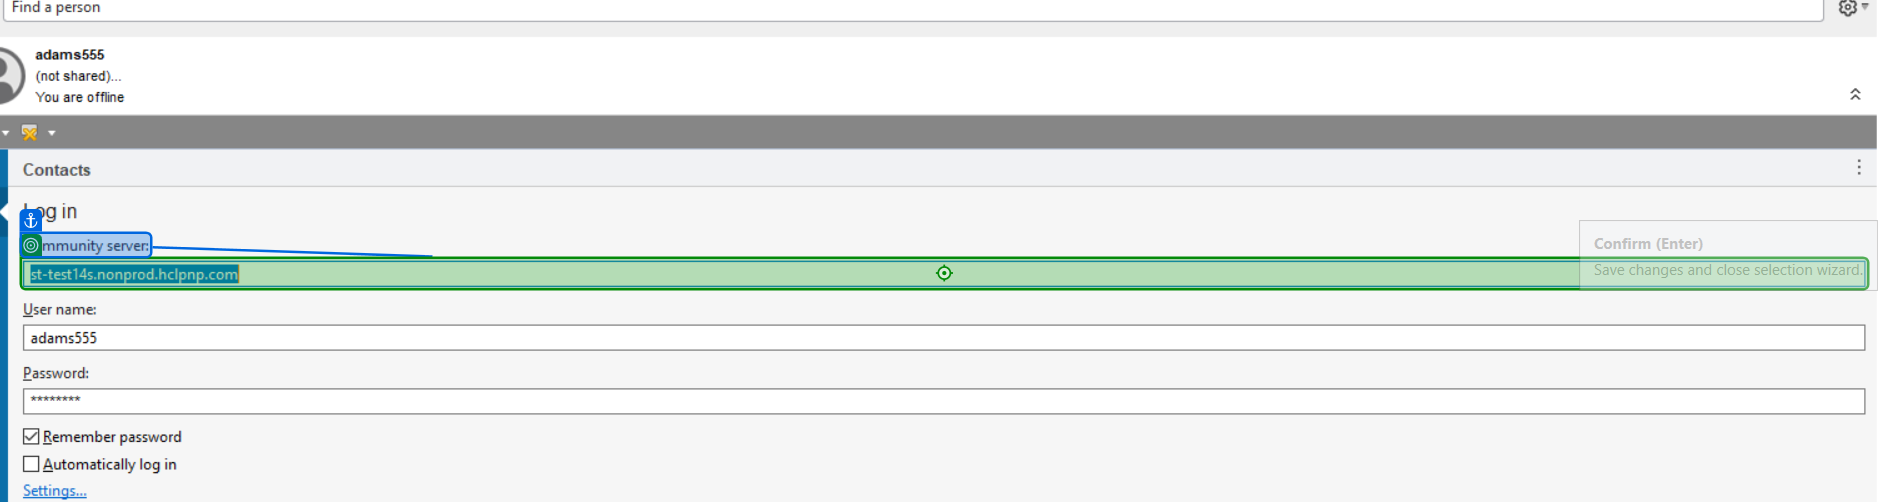 Find a person
adams555
(not shared)...
You are offline
Contacts
Log in
mmunity server:
st-test14s.nonprod.hclpnp.com
Confirm (Enter)
Save changes and close selection wizard.
User name:
adams555
Password:
********
Remember password
Automatically log in
Settings...